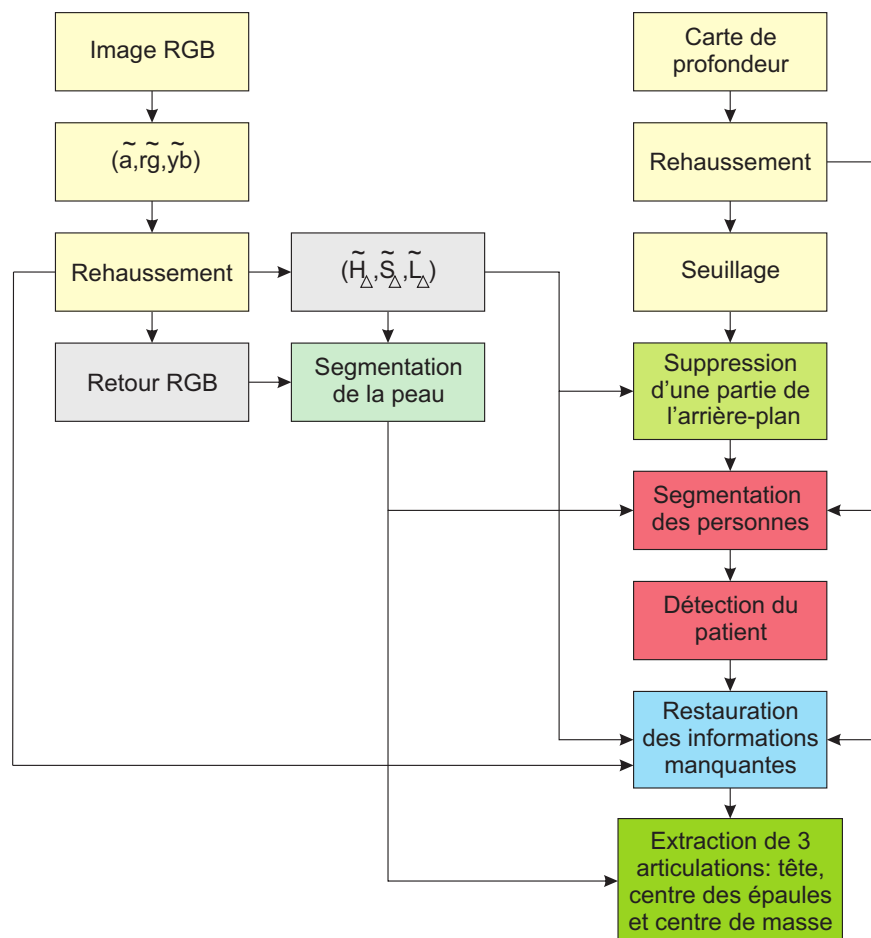 Image RGB
(ã,r̃g,ỹb)
Rehaussement
Retour RGB
(H̃△,S̃△,L̃△)
Segmentation
de la peau
Carte de
profondeur
Rehaussement
Seuillage
Suppression
d'une partie de
l'arrière-plan
Segmentation
des personnes
Détection du
patient
Restauration
des informations
manquantes
Extraction de 3
articulations: tête,
centre des épaules
et centre de masse